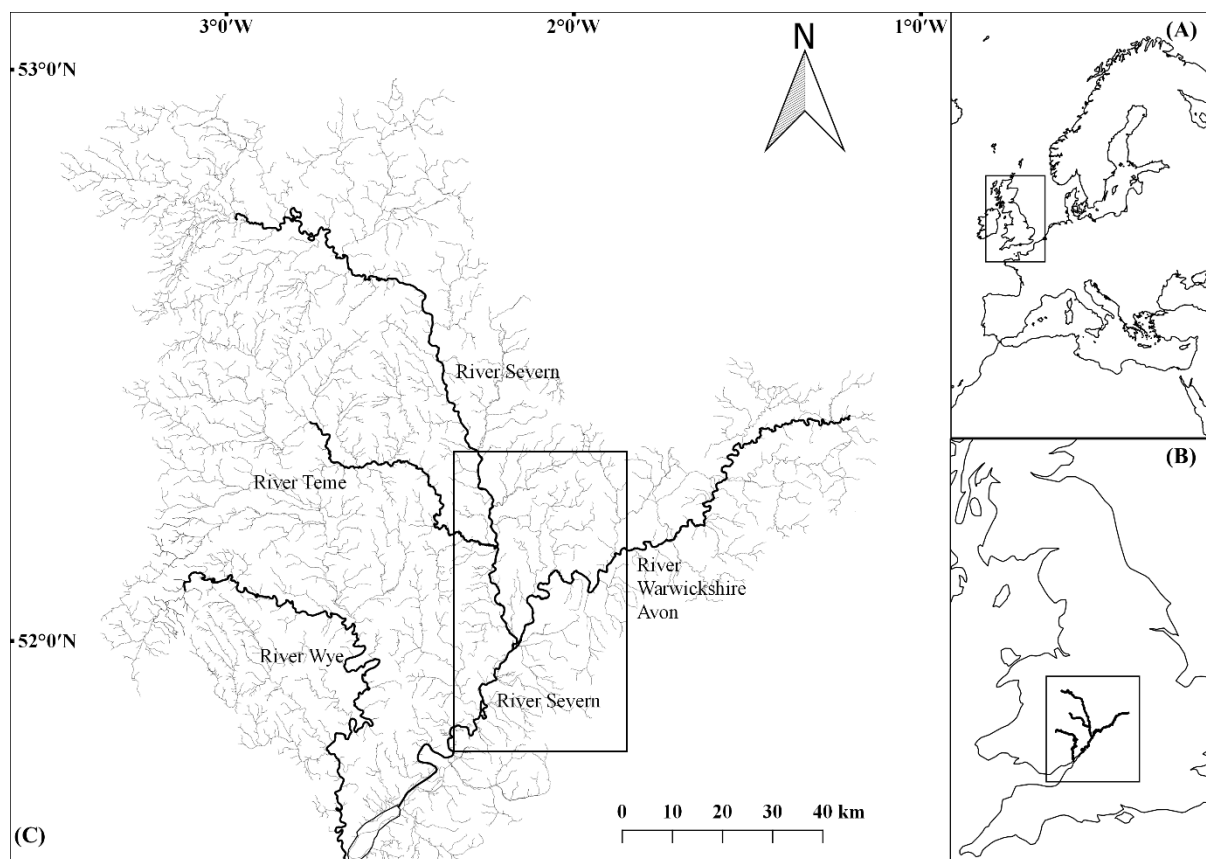 3°0′W
2°0′W
1°0′W
(A)
N
53°0′N
River Severn
River Teme
(B)
River
Warwickshire
Avon
52°0′N
River Wye
River Severn
0 10 20 30 40 km
(C)